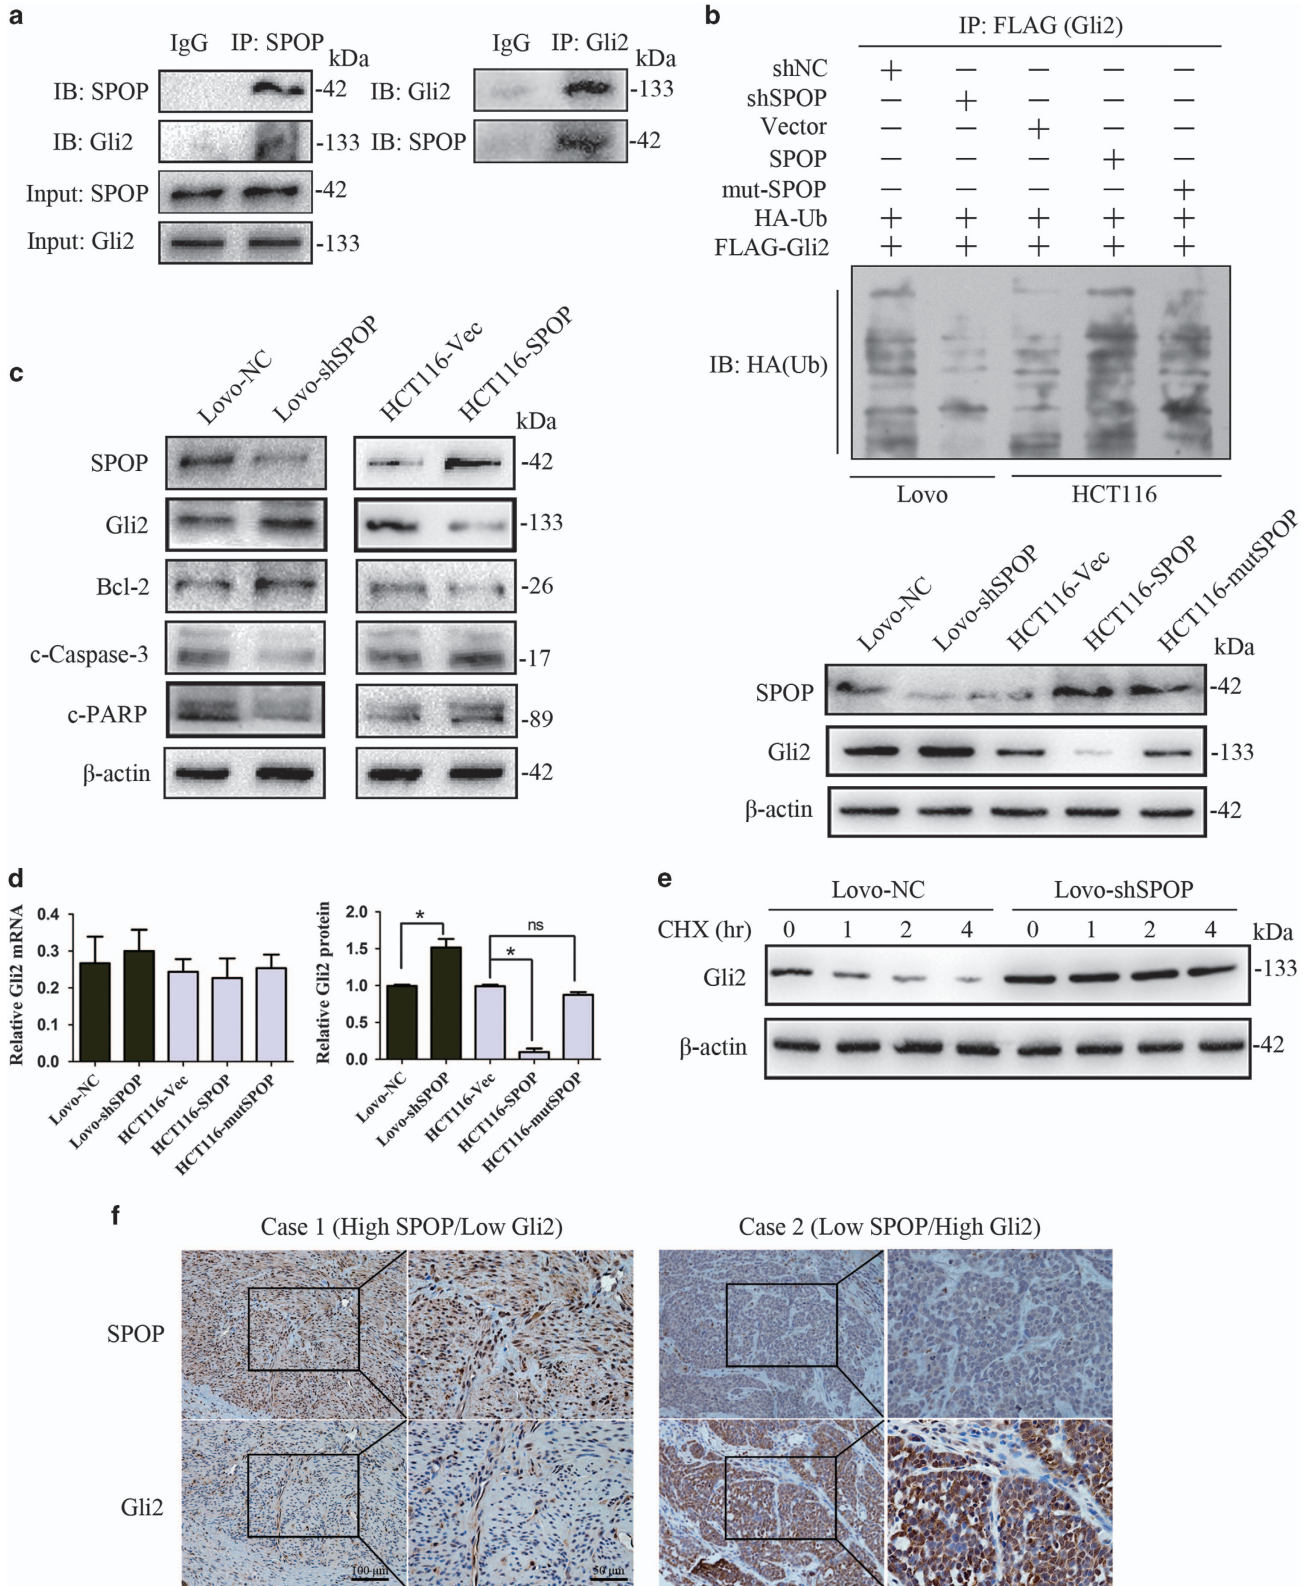 a
IgG IP: SPOP
kDa
IB: SPOP -42
IB: Gli2 -133
Input: SPOP -42
Input: Gli2 -133
IgG IP: Gli2
kDa
IB: Gli2 -133
IB: SPOP -42
b
IP: FLAG (Gli2)
shNC + − − − −
shSPOP − + − − −
Vector − − + − −
SPOP − − − + −
mut-SPOP − − − − +
HA-Ub + + + + +
FLAG-Gli2 + + + + +
IB: HA(Ub)
Lovo HCT116
Lovo-NC Lovo-shSPOP HCT116-Vec HCT116-SPOP HCT116-mutSPOP
kDa
SPOP -42
Gli2 -133
β-actin -42
c
Lovo-NC Lovo-shSPOP HCT116-Vec HCT116-SPOP
kDa
SPOP -42
Gli2 -133
Bcl-2 -26
c-Caspase-3 -17
c-PARP -89
β-actin -42
d
Relative Gli2 mRNA
0.4
0.3
0.2
0.1
0.0
Lovo-NC Lovo-shSPOP HCT116-Vec HCT116-SPOP HCT116-mutSPOP
Relative Gli2 protein
2.0
1.5
1.0
0.5
0.0
* ns
*
Lovo-NC Lovo-shSPOP HCT116-Vec HCT116-SPOP HCT116-mutSPOP
e
Lovo-NC Lovo-shSPOP
CHX (hr) 0 1 2 4 0 1 2 4 kDa
Gli2 -133
β-actin -42
f
Case 1 (High SPOP/Low Gli2) Case 2 (Low SPOP/High Gli2)
SPOP
Gli2
100 μm 50 μm